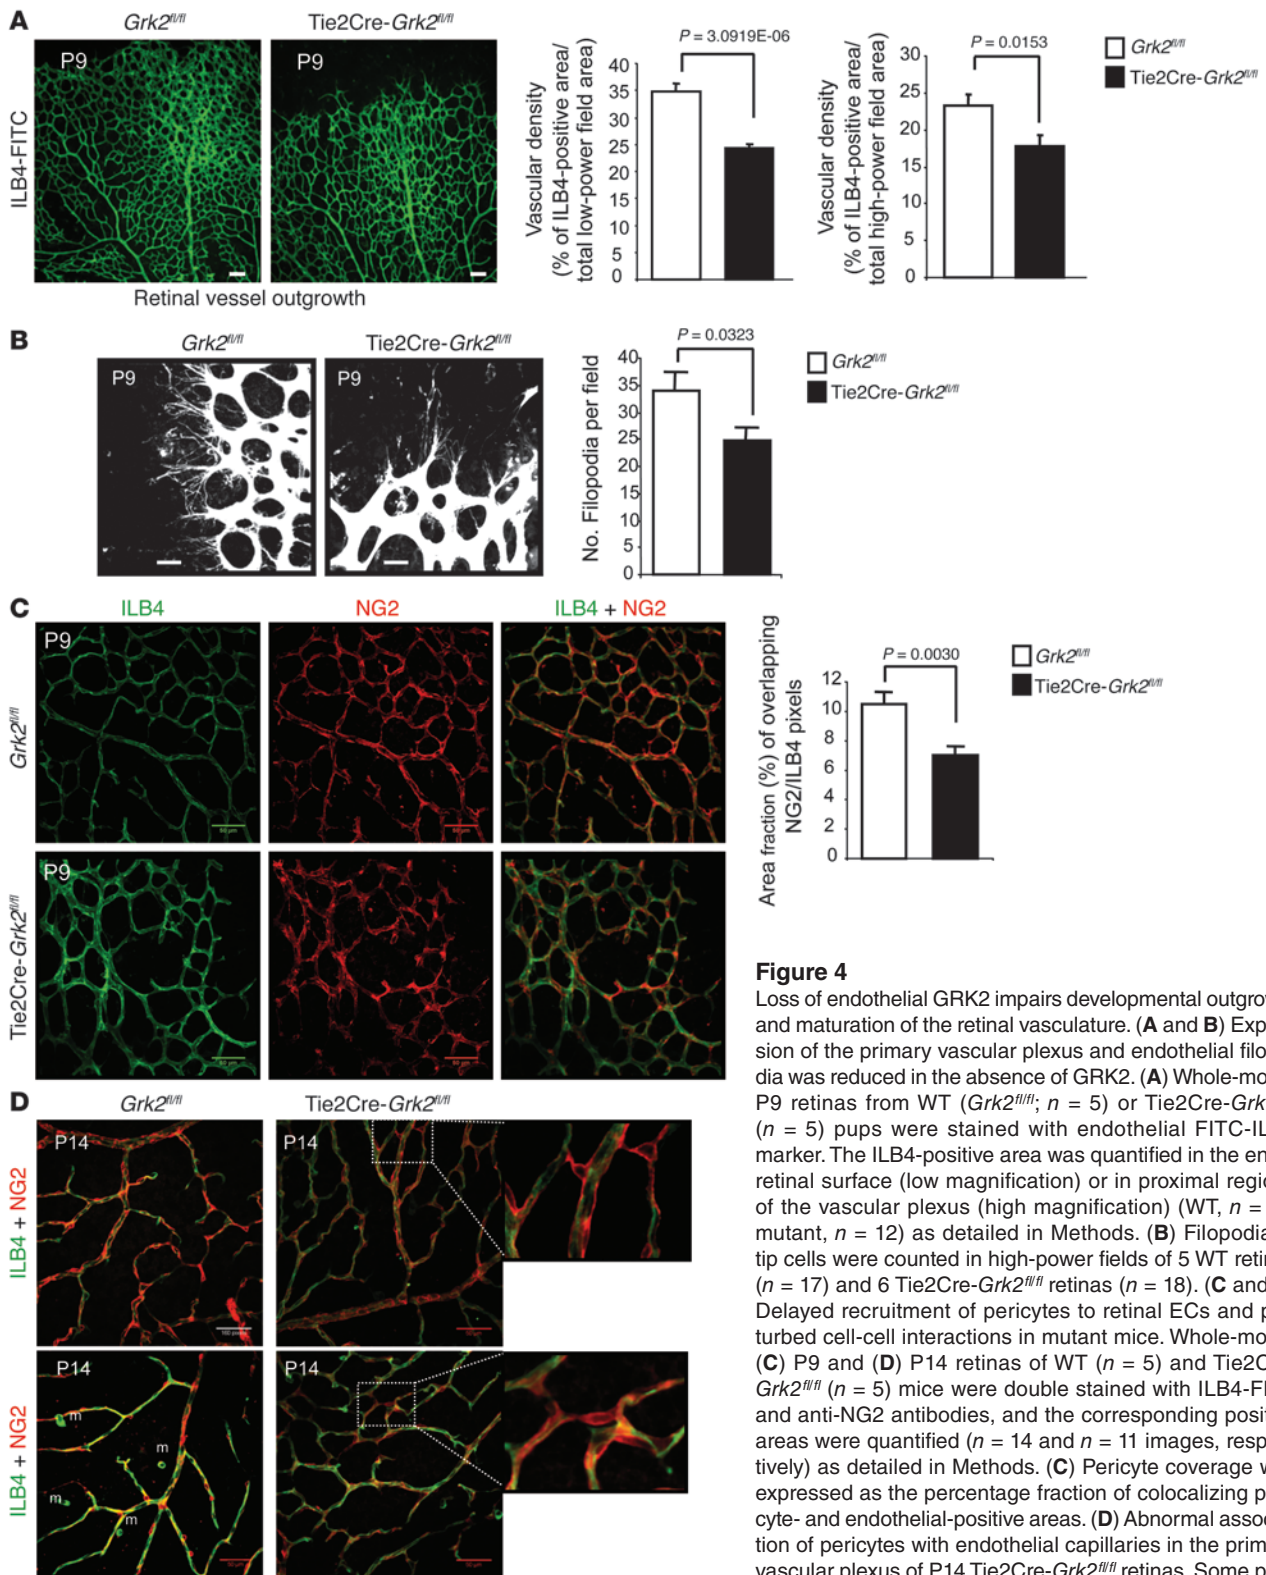 A
Grk2fl/fl
Tie2Cre-Grk2fl/fl
ILB4-FITC
P9
P9
Retinal vessel outgrowth
Vascular density
(% of ILB4-positive area/
total low-power field area)
P = 3.0919E-06
40
35
30
25
20
15
10
5
0
Vascular density
(% of ILB4-positive area/
total high-power field area)
P = 0.0153
30
25
20
15
10
5
0
Grk2fl/fl
Tie2Cre-Grk2fl/fl
B
Grk2fl/fl
Tie2Cre-Grk2fl/fl
P9
P9
No. Filopodia per field
P = 0.0323
40
35
30
25
20
15
10
5
0
Grk2fl/fl
Tie2Cre-Grk2fl/fl
C
ILB4
NG2
ILB4 + NG2
Grk2fl/fl
P9
Tie2Cre-Grk2fl/fl
P9
Area fraction (%) of overlapping
NG2/ILB4 pixels
P = 0.0030
12
10
8
6
4
2
0
Grk2fl/fl
Tie2Cre-Grk2fl/fl
D
Grk2fl/fl
Tie2Cre-Grk2fl/fl
ILB4 + NG2
P14
P14
ILB4 + NG2
P14
m
m
m
m
P14
Figure 4
Loss of endothelial GRK2 impairs developmental outgrow
and maturation of the retinal vasculature. (A and B) Expa
sion of the primary vascular plexus and endothelial filo
dia was reduced in the absence of GRK2. (A) Whole-mo
P9 retinas from WT (Grk2fl/fl; n = 5) or Tie2Cre-Grk
(n = 5) pups were stained with endothelial FITC-IL
marker. The ILB4-positive area was quantified in the en
retinal surface (low magnification) or in proximal regio
of the vascular plexus (high magnification) (WT, n =
mutant, n = 12) as detailed in Methods. (B) Filopodia
tip cells were counted in high-power fields of 5 WT retin
(n = 17) and 6 Tie2Cre-Grk2fl/fl retinas (n = 18). (C and
Delayed recruitment of pericytes to retinal ECs and p
turbed cell-cell interactions in mutant mice. Whole-mo
(C) P9 and (D) P14 retinas of WT (n = 5) and Tie2C
Grk2fl/fl (n = 5) mice were double stained with ILB4-FI
and anti-NG2 antibodies, and the corresponding posit
areas were quantified (n = 14 and n = 11 images, respe
tively) as detailed in Methods. (C) Pericyte coverage w
expressed as the percentage fraction of colocalizing p
cyte- and endothelial-positive areas. (D) Abnormal assoc
tion of pericytes with endothelial capillaries in the prim
vascular plexus of P14 Tie2Cre-Grk2fl/fl retinas. Some p